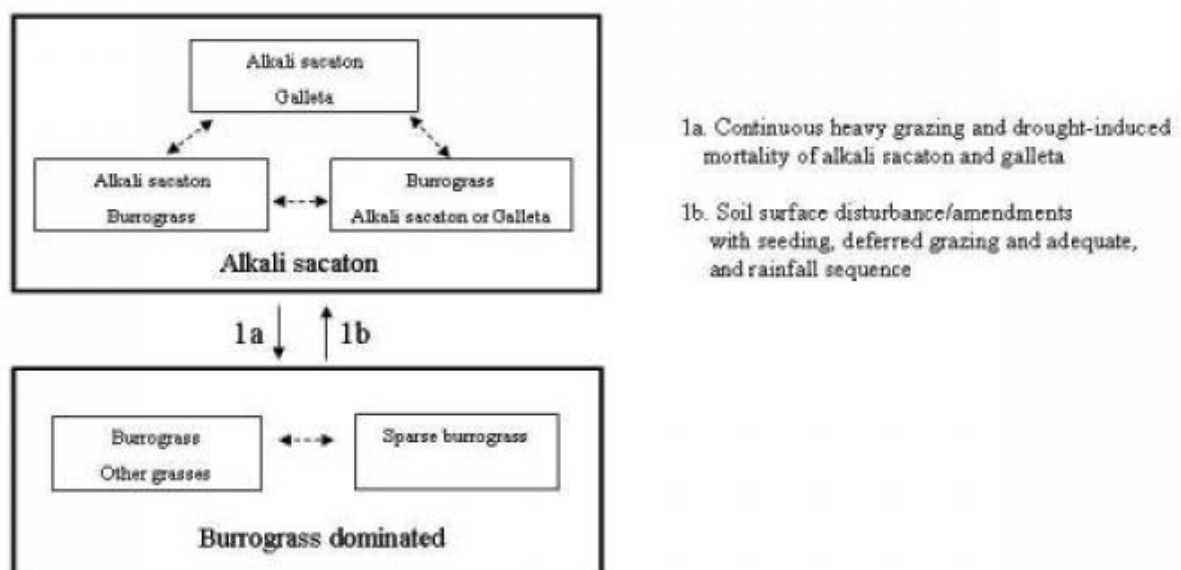 Alkali sacaton
Galleta
Alkali sacaton
Burrograss
Burrograss
Alkali sacaton or Galleta
Alkali sacaton
1a
1b
Burrograss
Other grasses
Sparse burrograss
Burrograss dominated
1a. Continuous heavy grazing and drought-induced
mortality of alkali sacaton and galleta
1b. Soil surface disturbance/amendments
with seeding, deferred grazing and adequate,
and rainfall sequence